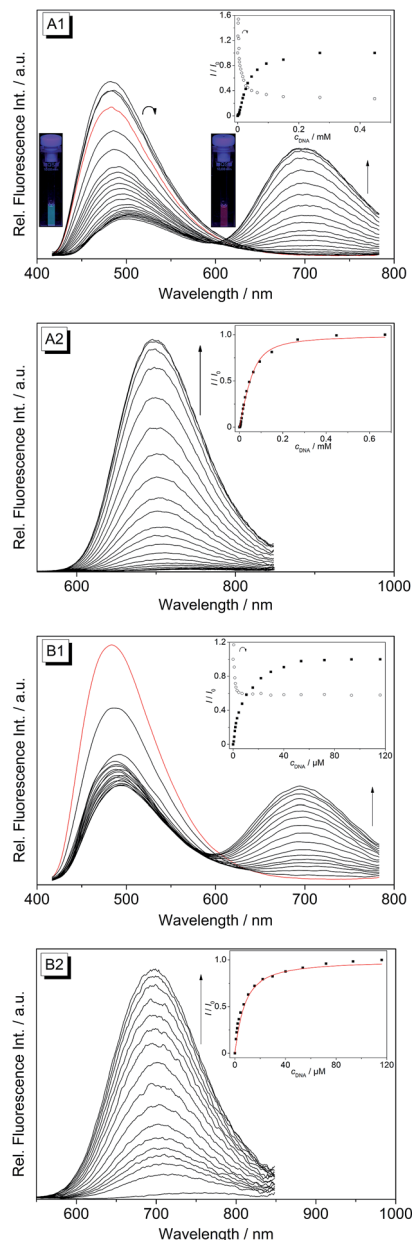 A1
Rel. Fluorescence Int. / a.u.
I / I0
1.6
1.2
0.8
0.4
0.0
0.0
0.2
0.4
cDNA / mM
400
500
600
700
800
Wavelength / nm
A2
Rel. Fluorescence Int. / a.u.
I / I0
1.0
0.5
0.0
0.0
0.2
0.4
0.6
cDNA / mM
600
800
1000
Wavelength / nm
B1
Rel. Fluorescence Int. / a.u.
I / I0
1.2
0.6
0.0
0
40
80
120
cDNA / µM
400
500
600
700
800
Wavelength / nm
B2
Rel. Fluorescence Int. / a.u.
I / I0
1.0
0.5
0.0
0
40
80
120
cDNA / µM
600
700
800
900
1000
Wavelength / nm